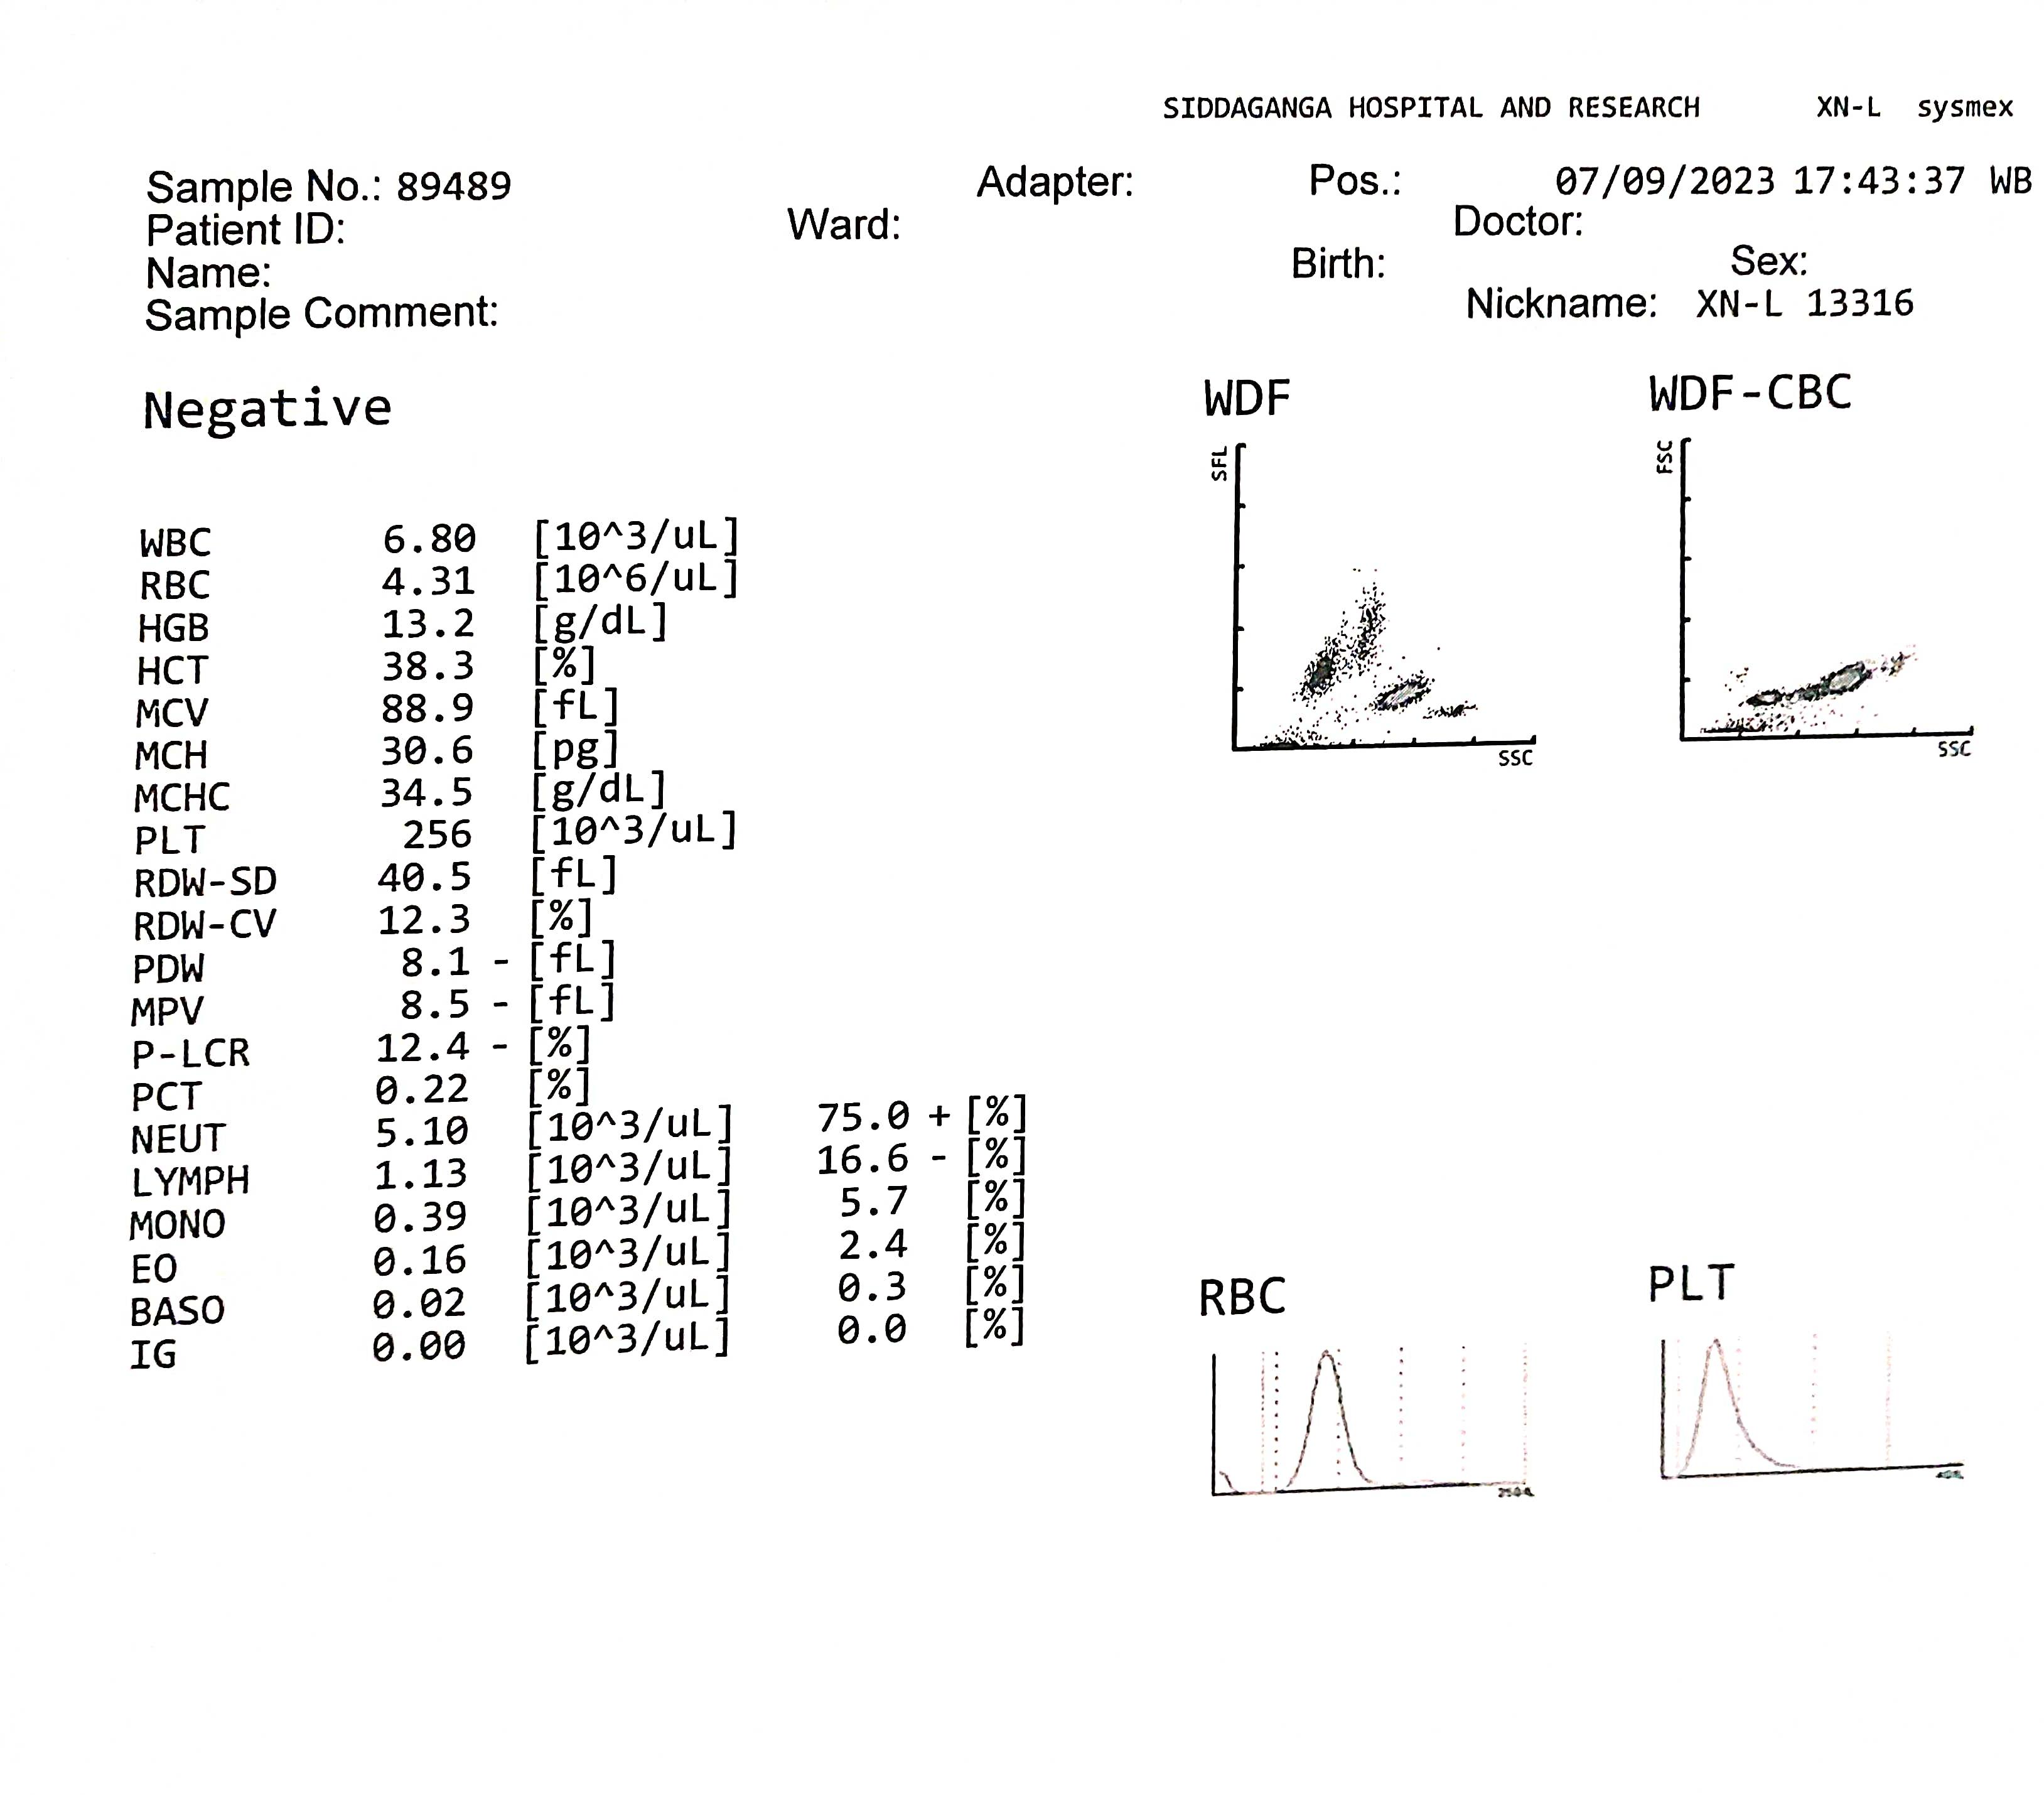 SIDDAGANGA HOSPITAL AND RESEARCH XN-L sysmex
Sample No.: 89489 Adapter: Pos.: 07/09/2023 17:43:37 WB
Patient ID: Ward: Doctor:
Name: Birth: Sex:
Sample Comment: Nickname: XN-L 13316
Negative
WDF WDF-CBC
SFL FSC
SSC SSC
WBC 6.80 [10^3/uL]
RBC 4.31 [10^6/uL]
HGB 13.2 [g/dL]
HCT 38.3 [%]
MCV 88.9 [fL]
MCH 30.6 [pg]
MCHC 34.5 [g/dL]
PLT 256 [10^3/uL]
RDW-SD 40.5 [fL]
RDW-CV 12.3 [%]
PDW 8.1 - [fL]
MPV 8.5 - [fL]
P-LCR 12.4 - [%]
PCT 0.22 [%]
NEUT 5.10 [10^3/uL] 75.0 + [%]
LYMPH 1.13 [10^3/uL] 16.6 - [%]
MONO 0.39 [10^3/uL] 5.7 [%]
EO 0.16 [10^3/uL] 2.4 [%]
BASO 0.02 [10^3/uL] 0.3 [%]
IG 0.00 [10^3/uL] 0.0 [%]
RBC PLT